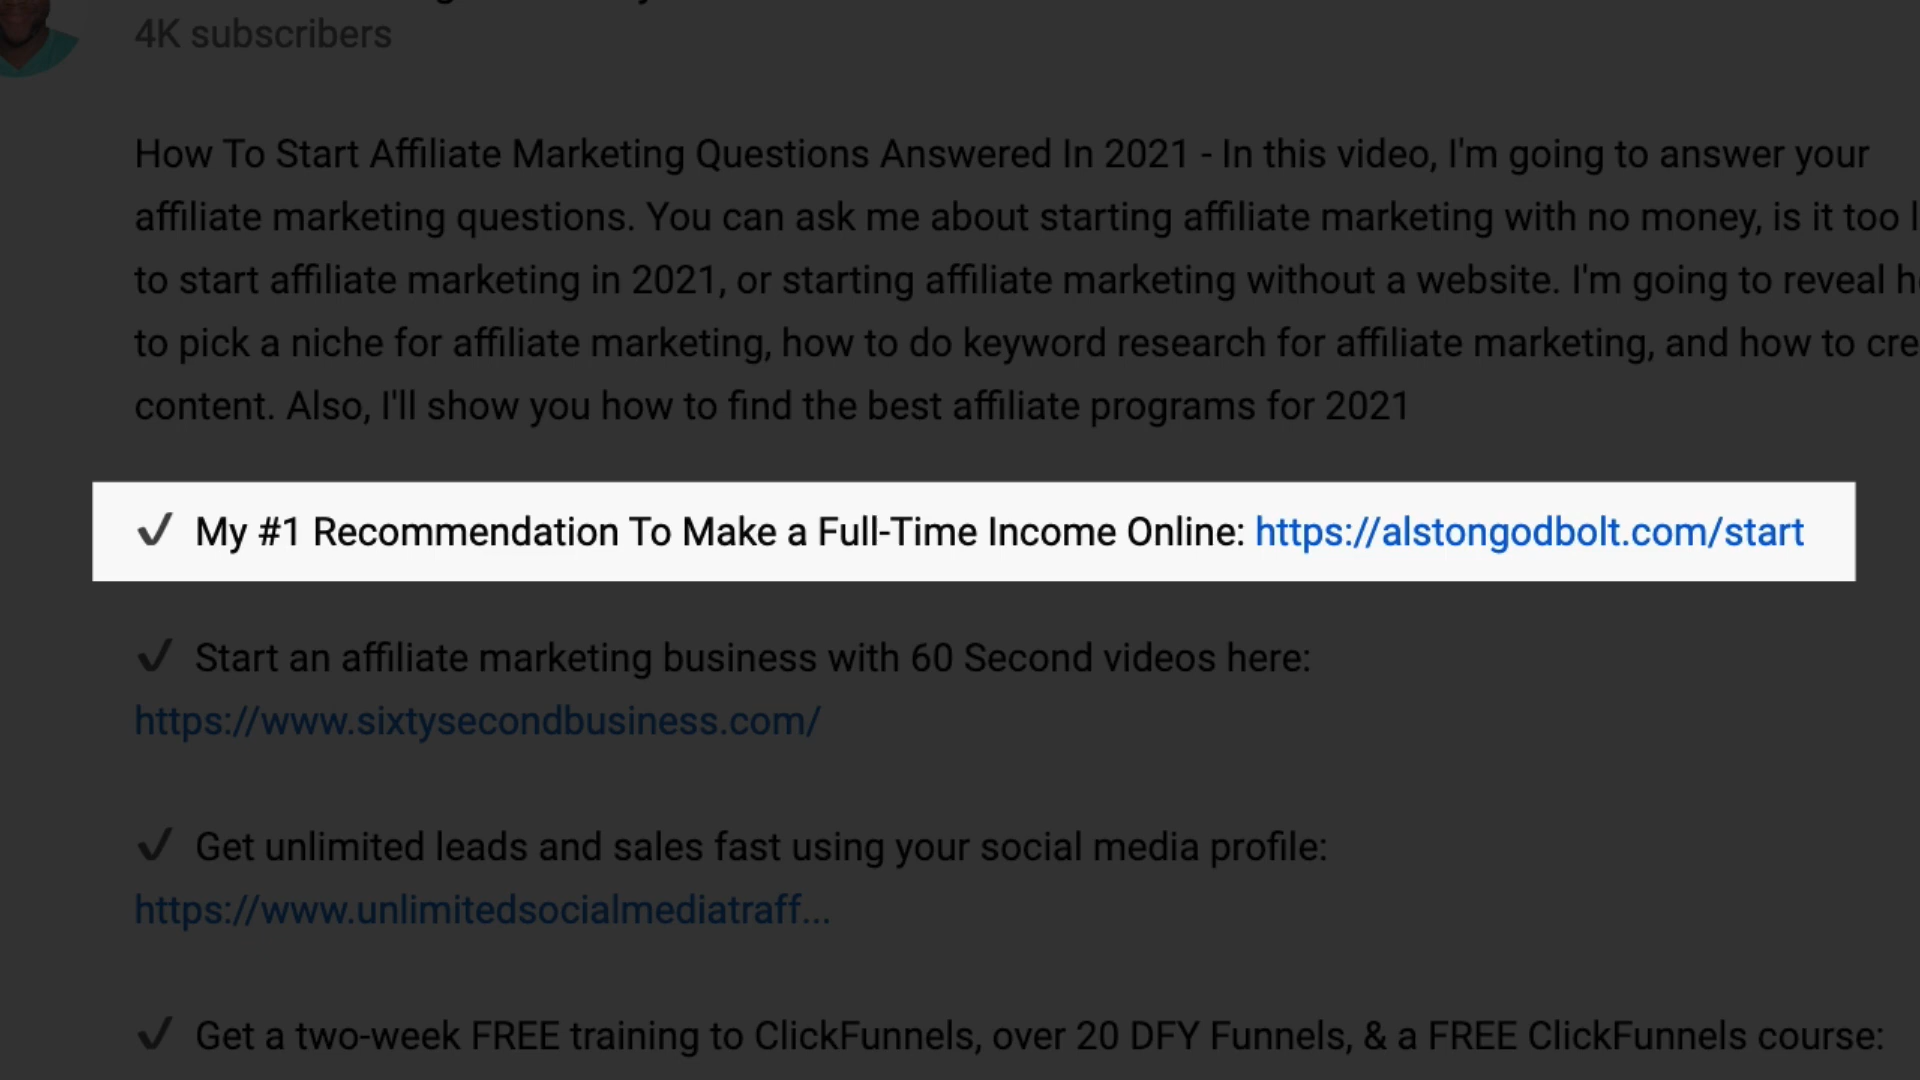 4K subscribers
How To Start Affiliate Marketing Questions Answered In 2021 - In this video, I'm going to answer your
affiliate marketing questions. You can ask me about starting affiliate marketing with no money, is it too
to start affiliate marketing in 2021, or starting affiliate marketing without a website. I'm going to reveal
to pick a niche for affiliate marketing, how to do keyword research for affiliate marketing, and how to
content. Also, I'll show you how to find the best affiliate programs for 2021
✓ My #1 Recommendation To Make a Full-Time Income Online: https://alstongodbolt.com/start
✓ Start an affiliate marketing business with 60 Second videos here:
https://www.sixtysecondbusiness.com/
✓ Get unlimited leads and sales fast using your social media profile:
https://www.unlimitedsocialmediatraff...
✓ Get a two-week FREE training to ClickFunnels, over 20 DFY Funnels, & a FREE ClickFunnels course: